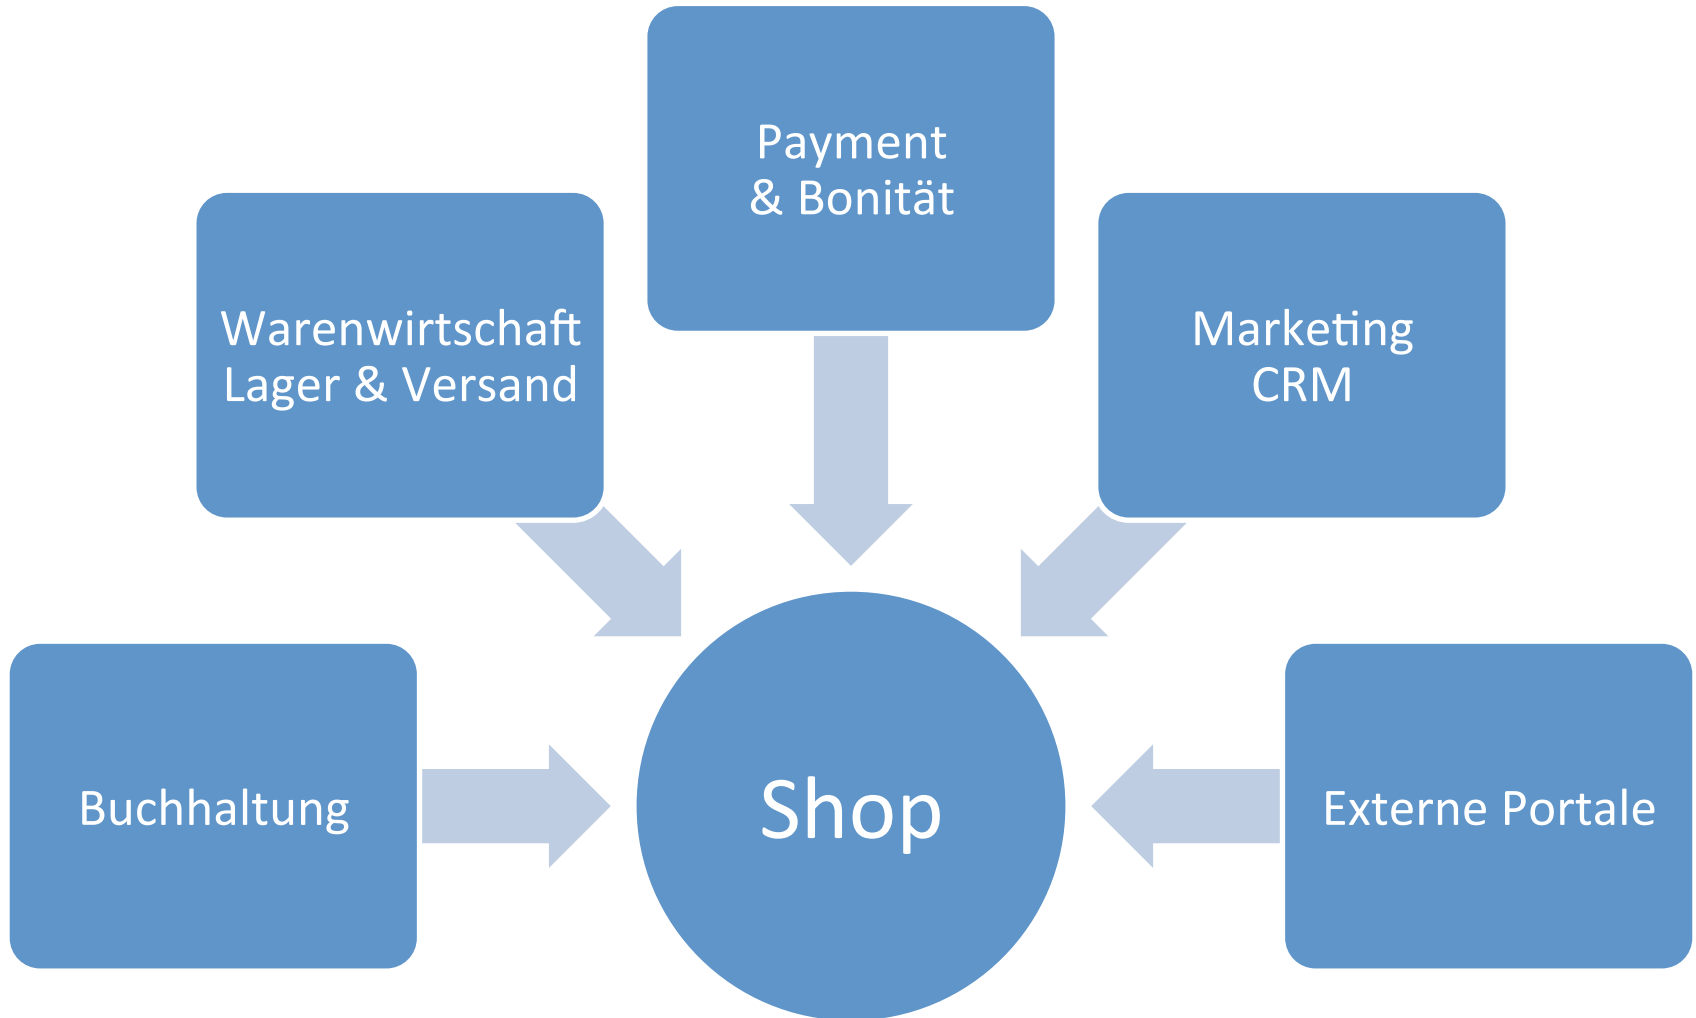 Payment
& Bonität
Warenwirtschaft
Lager & Versand
Marketing
CRM
Buchhaltung
Shop
Externe Portale